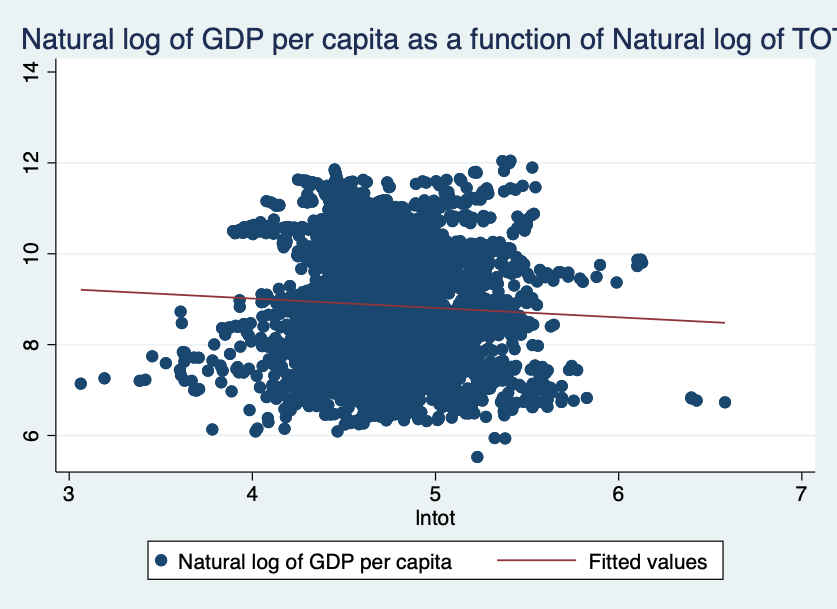 Natural log of GDP per capita as a function of Natural log of TOT
14
12
10
8
6
3 4 5 6 7
lntot
Natural log of GDP per capita Fitted values